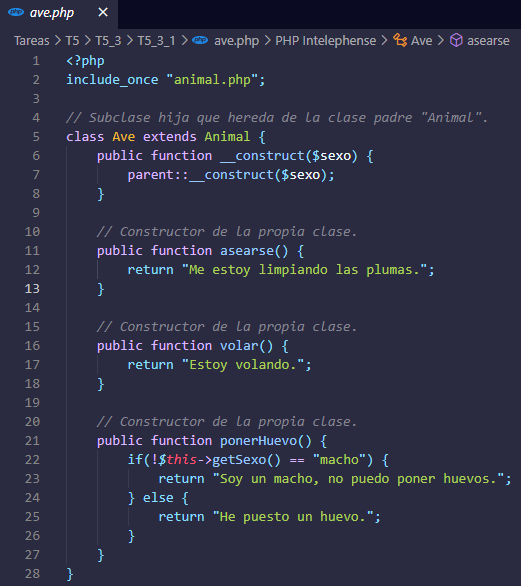 ave.php X
Tareas > T5 > T5_3 > T5_3_1 > ave.php > PHP Intelephense > Ave > asearse
1 <?php
2 include_once "animal.php";
3
4 // Subclase hija que hereda de la clase padre "Animal".
5 class Ave extends Animal {
6     public function __construct($sexo) {
7         parent::__construct($sexo);
8     }
9
10     // Constructor de la propia clase.
11     public function asearse() {
12         return "Me estoy limpiando las plumas.";
13     }
14
15     // Constructor de la propia clase.
16     public function volar() {
17         return "Estoy volando.";
18     }
19
20     // Constructor de la propia clase.
21     public function ponerHuevo() {
22         if(!$this->getSexo() == "macho") {
23             return "Soy un macho, no puedo poner huevos.";
24         } else {
25             return "He puesto un huevo.";
26         }
27     }
28 }